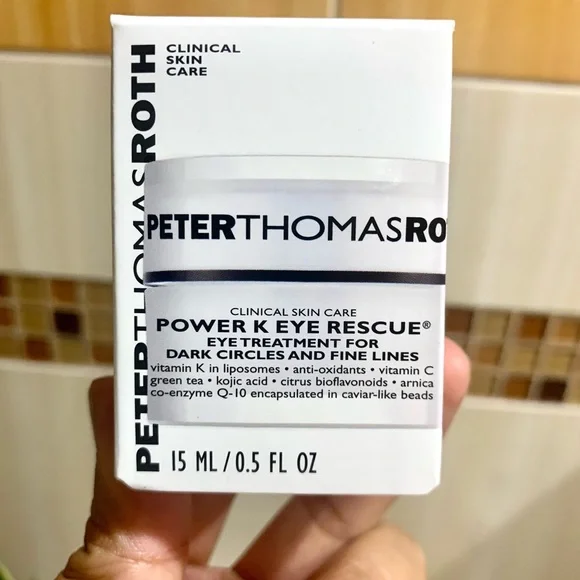 CLINICAL
SKIN
CARE
PETERTHOMASROTH
PETERTHOMASRO
CLINICAL SKIN CARE
POWER K EYE RESCUE®
EYE TREATMENT FOR
DARK CIRCLES AND FINE LINES
vitamin K in liposomes • anti-oxidants • vitamin C
green tea • kojic acid • citrus bioflavonoids • arnica
co-enzyme Q-10 encapsulated in caviar-like beads
15 ML/0.5 FL OZ